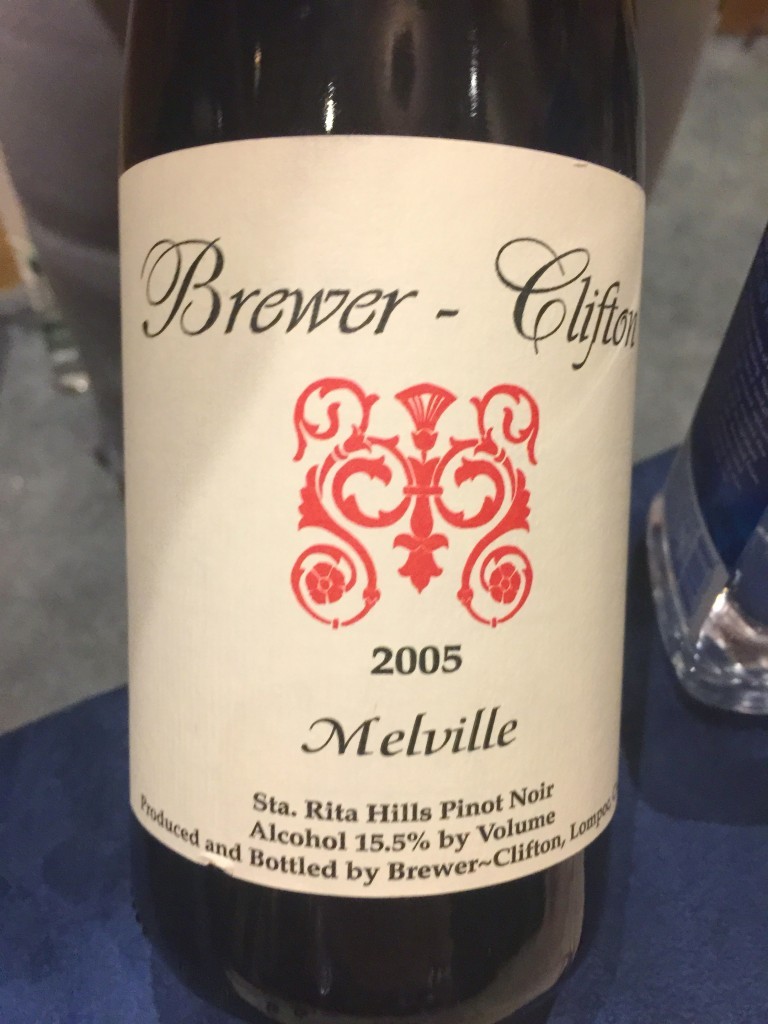 Brewer - Clifton
2005
Melville
Sta. Rita Hills Pinot Noir
Alcohol 15.5% by Volume
Produced and Bottled by Brewer~Clifton, Lompoc,